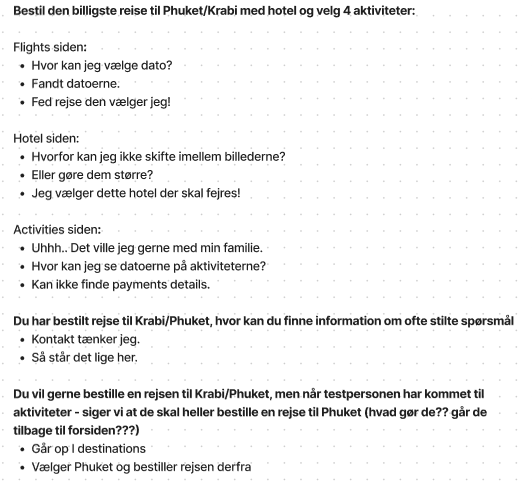 Bestil den billigste reise til Phuket/Krabi med hotel og velg 4 aktiviteter:
Flights siden:
• Hvor kan jeg vælge dato?
• Fandt datoerne.
• Fed rejse den vælger jeg!
Hotel siden:
• Hvorfor kan jeg ikke skifte imellem billederne?
• Eller gøre dem større?
• Jeg vælger dette hotel der skal fejres!
Activities siden:
• Uhhh.. Det ville jeg gerne med min familie.
• Hvor kan jeg se datoerne på aktiviteterne?
• Kan ikke finde payments details.
Du har bestilt rejse til Krabi/Phuket, hvor kan du finne information om ofte stilte spørsmål
• Kontakt tænker jeg.
• Så står det lige her.
Du vil gerne bestille en rejsen til Krabi/Phuket, men når testpersonen har kommet til
aktiviteter - siger vi at de skal heller bestille en rejse til Phuket (hvad gør de?? går de
tilbage til forsiden???)
• Går op I destinations
• Vælger Phuket og bestiller rejsen derfra